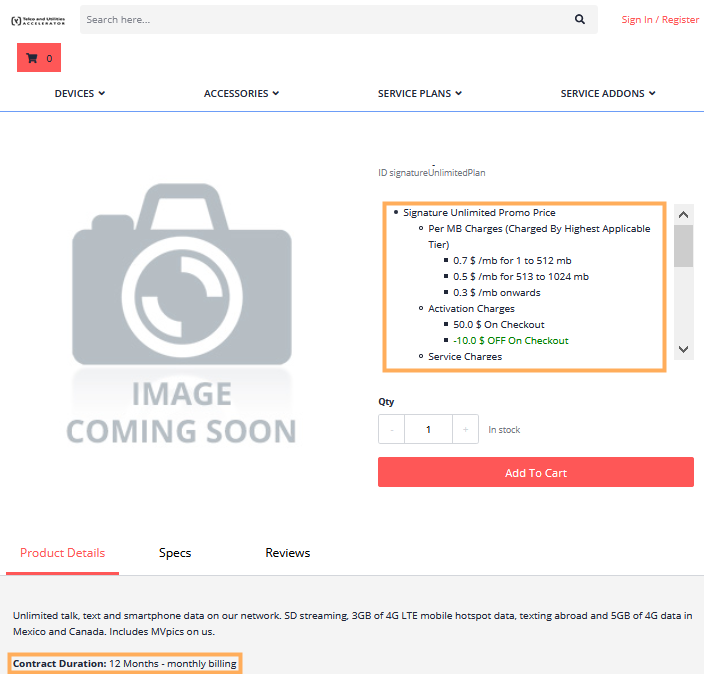 Telco and Utilities
ACCELERATOR
Search here...
Sign In / Register
0
DEVICES
ACCESSORIES
SERVICE PLANS
SERVICE ADDONS
ID signatureUnlimitedPlan
Signature Unlimited Promo Price
Per MB Charges (Charged By Highest Applicable
Tier)
0.7 $ /mb for 1 to 512 mb
0.5 $ /mb for 513 to 1024 mb
0.3 $ /mb onwards
Activation Charges
50.0 $ On Checkout
-10.0 $ OFF On Checkout
Service Charges
IMAGE
COMING SOON
Qty
- 1 +
In stock
Add To Cart
Product Details
Specs
Reviews
Unlimited talk, text and smartphone data on our network. SD streaming, 3GB of 4G LTE mobile hotspot data, texting abroad and 5GB of 4G data in
Mexico and Canada. Includes MVpics on us.
Contract Duration: 12 Months - monthly billing